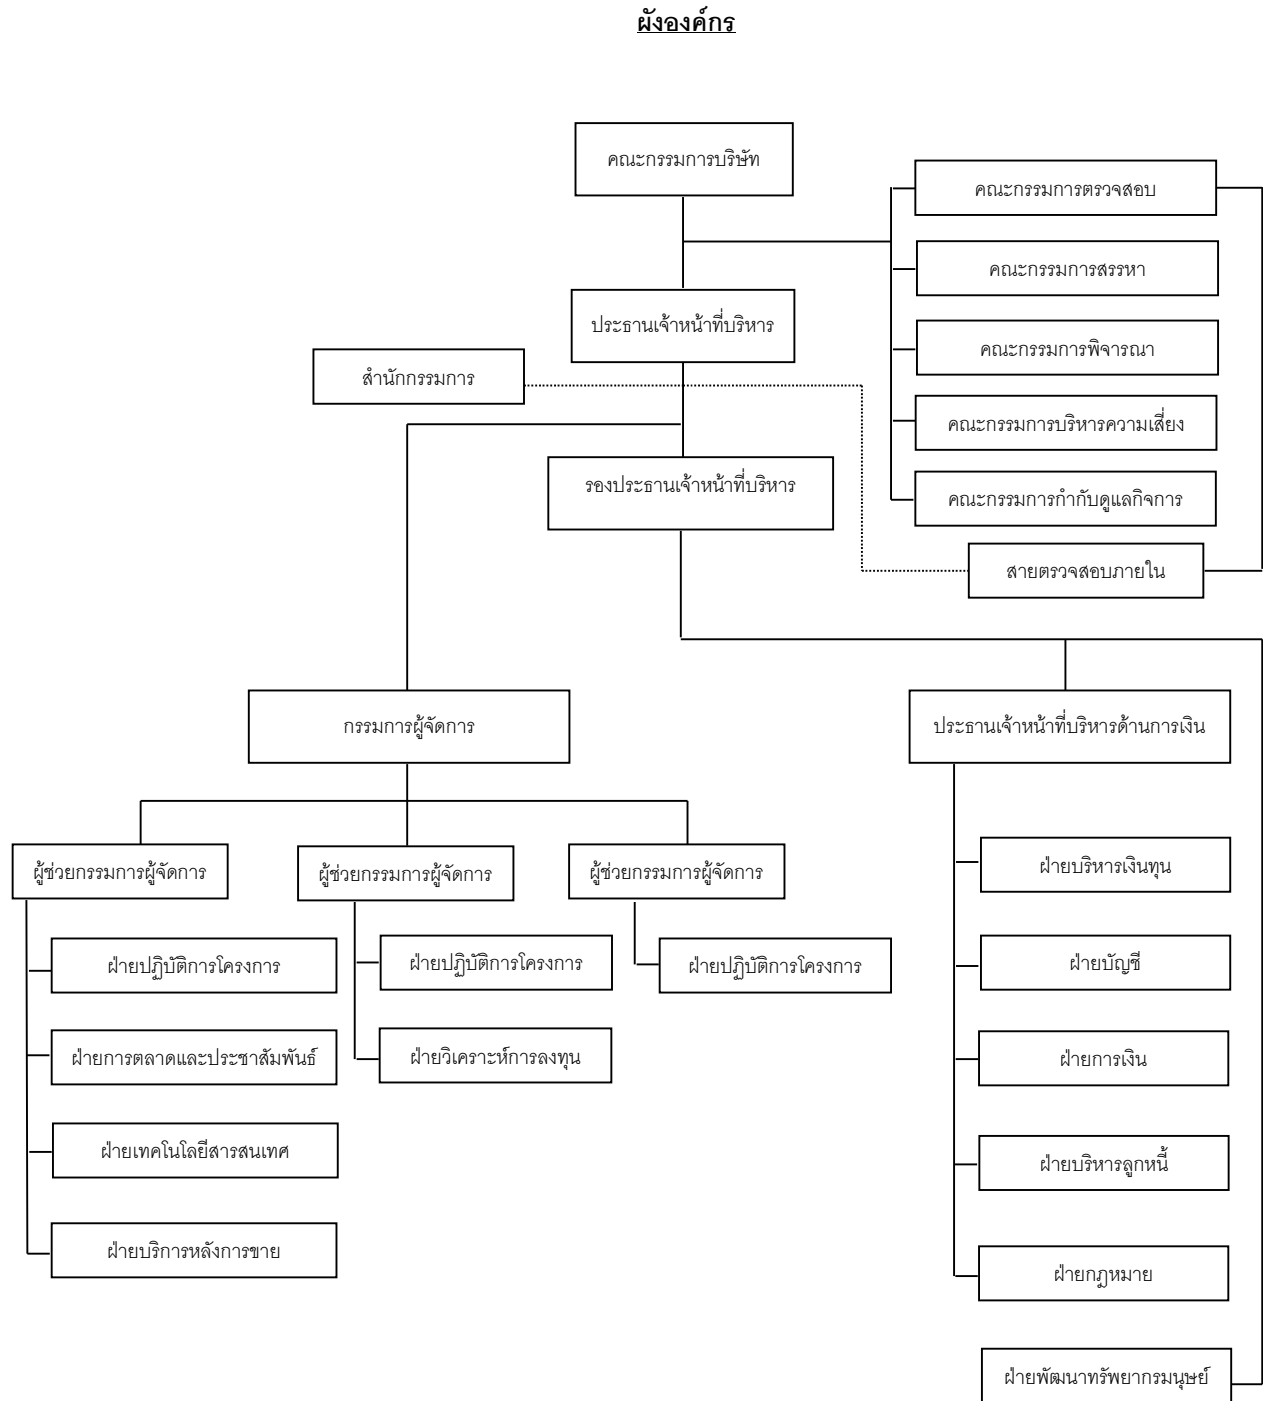 ผังองค์กร
คณะกรรมการบริษัท
คณะกรรมการตรวจสอบ
คณะกรรมการสรรหา
ประธานเจ้าหน้าที่บริหาร
คณะกรรมการพิจารณา
สำนักกรรมการ
คณะกรรมการบริหารความเสี่ยง
รองประธานเจ้าหน้าที่บริหาร
คณะกรรมการกำกับดูแลกิจการ
สายตรวจสอบภายใน
กรรมการผู้จัดการ
ประธานเจ้าหน้าที่บริหารด้านการเงิน
ผู้ช่วยกรรมการผู้จัดการ
ผู้ช่วยกรรมการผู้จัดการ
ผู้ช่วยกรรมการผู้จัดการ
ฝ่ายบริหารเงินทุน
ฝ่ายปฏิบัติการโครงการ
ฝ่ายปฏิบัติการโครงการ
ฝ่ายปฏิบัติการโครงการ
ฝ่ายบัญชี
ฝ่ายการตลาดและประชาสัมพันธ์
ฝ่ายวิเคราะห์การลงทุน
ฝ่ายการเงิน
ฝ่ายเทคโนโลยีสารสนเทศ
ฝ่ายบริหารลูกหนี้
ฝ่ายบริการหลังการขาย
ฝ่ายกฎหมาย
ฝ่ายพัฒนาทรัพยากรมนุษย์